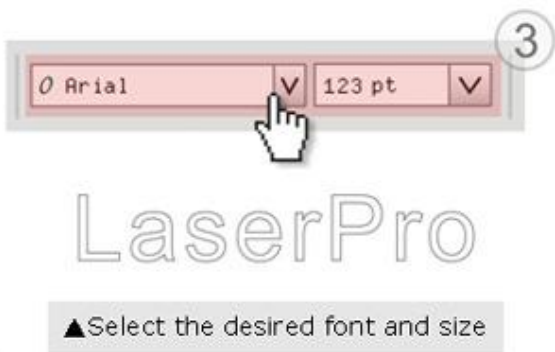 3
O Arial 123 pt
LaserPro
▲Select the desired font and size